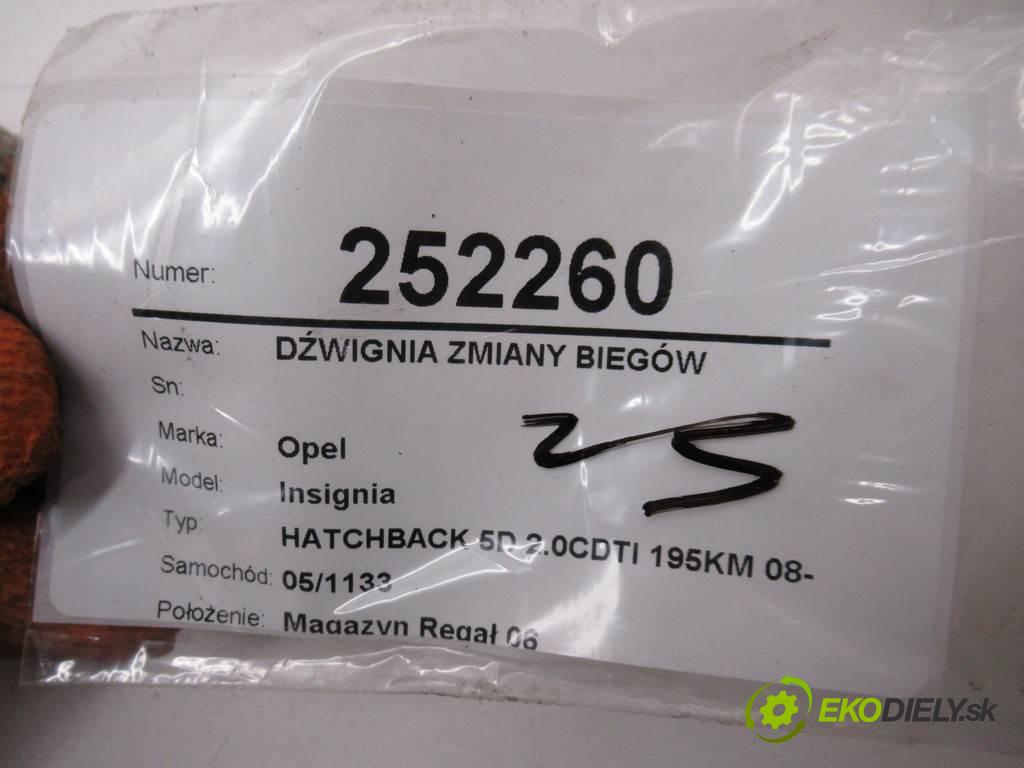 Numer: 252260
Nazwa: DŹWIGNIA ZMIANY BIEGÓW
Sn:
Marka: Opel
Model: Insignia
Typ: HATCHBACK 5D 2.0CDTI 195KM 08-
Samochód: 05/1133
Położenie: Magazyn Regał 06
25
EKODIELY.sk